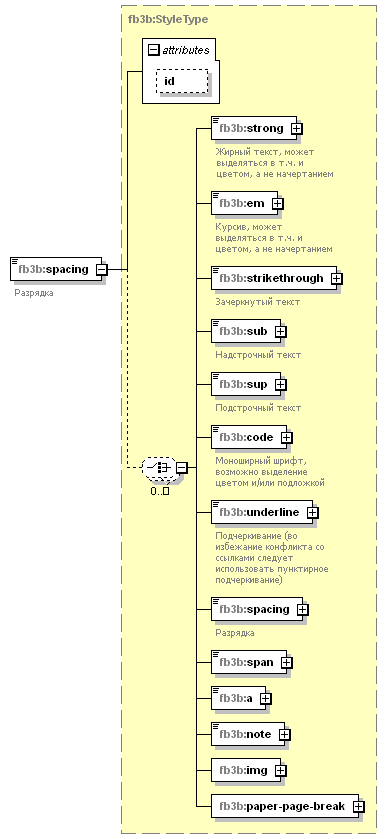 fb3b:StyleType
attributes
id
fb3b:strong
Жирный текст, может
выделяться в т.ч. и
цветом, а не начертанием
fb3b:em
Курсив, может
выделяться в т.ч. и
цветом, а не начертанием
fb3b:spacing
Разрядка
fb3b:strikethrough
Зачеркнутый текст
fb3b:sub
Надстрочный текст
fb3b:sup
Подстрочный текст
fb3b:code
Моноширный шрифт,
возможно выделение
цветом и/или подложкой
0..
fb3b:underline
Подчеркивание (во
избежание конфликта со
ссылками следует
использовать пунктирное
подчеркивание)
fb3b:spacing
Разрядка
fb3b:span
fb3b:a
fb3b:note
fb3b:img
fb3b:paper-page-break